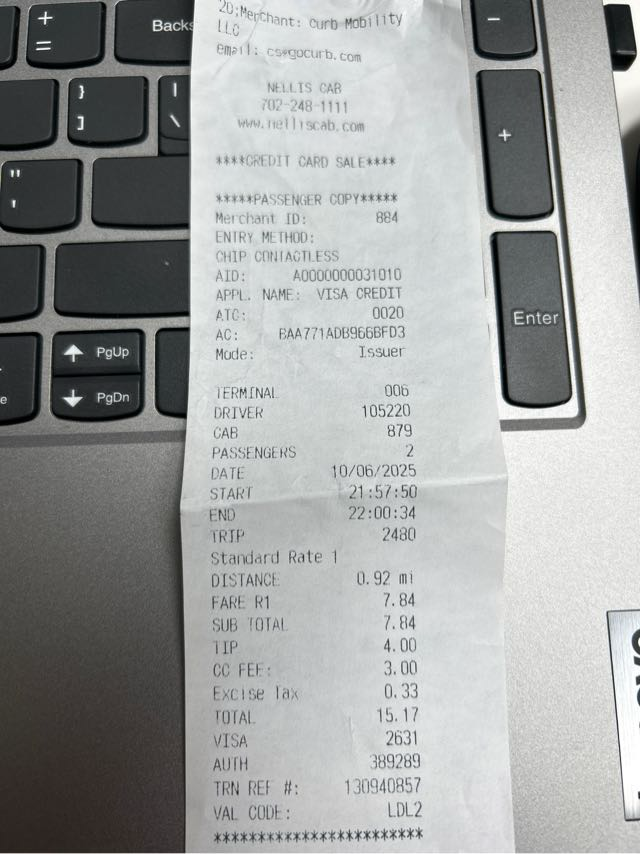 20;Merchant: Curb Mobility
LLC
email: cs@gocurb.com
NELLIS CAB
702-248-1111
www.nelliscab.com
****CREDIT CARD SALE****
*****PASSENGER COPY*****
Merchant ID: 884
ENTRY METHOD:
CHIP CONTACTLESS
AID: A0000000031010
APPL. NAME: VISA CREDIT
ATC: 0020
AC: BAA771ADB966BFD3
Mode: Issuer
TERMINAL 006
DRIVER 105220
CAB 879
PASSENGERS 2
DATE 10/06/2025
START 21:57:50
END 22:00:34
TRIP 2480
Standard Rate 1
DISTANCE 0.92 mi
FARE R1 7.84
SUB TOTAL 7.84
TIP 4.00
CC FEE: 3.00
Excise Tax 0.33
TOTAL 15.17
VISA 2631
AUTH 389289
TRN REF #: 130940857
VAL CODE: LDL2
************************
+
=
Backs
-
}
]
|
\
+
"
'
Enter
PgUp
PgDn
e